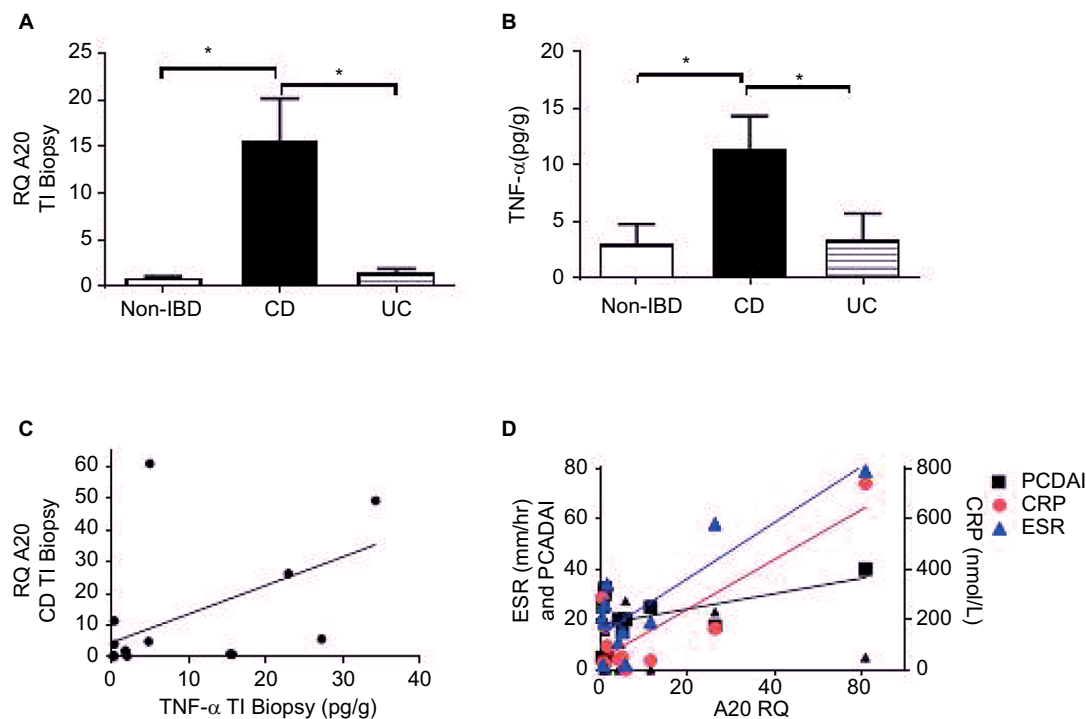 A
RQ A20
TI Biopsy
25
20
15
10
5
0
*
*
Non-IBD
CD
UC
B
TNF-α(pg/g)
20
15
10
5
0
*
*
Non-IBD
CD
UC
C
RQ A20
CD TI Biopsy
60
50
40
30
20
10
0
0
10
20
30
40
TNF-α TI Biopsy (pg/g)
D
ESR (mm/hr)
and PCADAI
80
60
40
20
0
0
20
40
60
80
A20 RQ
800
600
400
200
0
CRP (nmol/L)
PCDAI
CRP
ESR